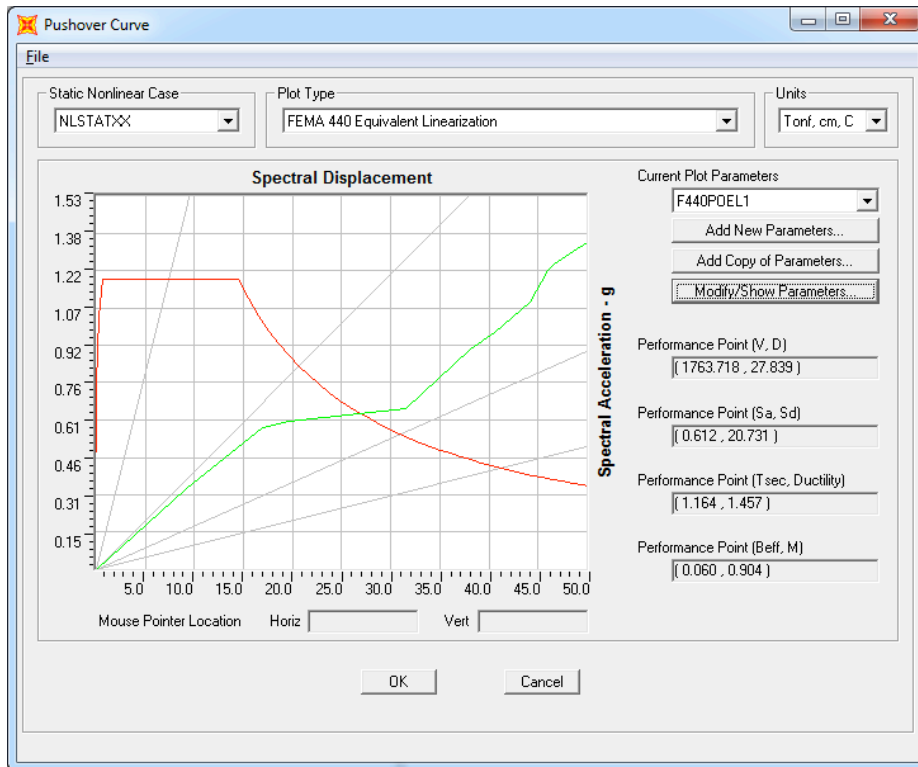 Pushover Curve
File
Static Nonlinear Case
NLSTATXX
Plot Type
FEMA 440 Equivalent Linearization
Units
Tonf, cm, C
Spectral Displacement
1.53
1.38
1.22
1.07
0.92
0.76
0.61
0.46
0.31
0.15
5.0 10.0 15.0 20.0 25.0 30.0 35.0 40.0 45.0 50.0
Spectral Acceleration - g
Mouse Pointer Location Horiz Vert
Current Plot Parameters
F440POEL1
Add New Parameters...
Add Copy of Parameters...
Modify/Show Parameters...
Performance Point (V, D)
( 1763.718 , 27.839 )
Performance Point (Sa, Sd)
( 0.612 , 20.731 )
Performance Point (Tsec, Ductility)
( 1.164 , 1.457 )
Performance Point (Beff, M)
( 0.060 , 0.904 )
OK
Cancel